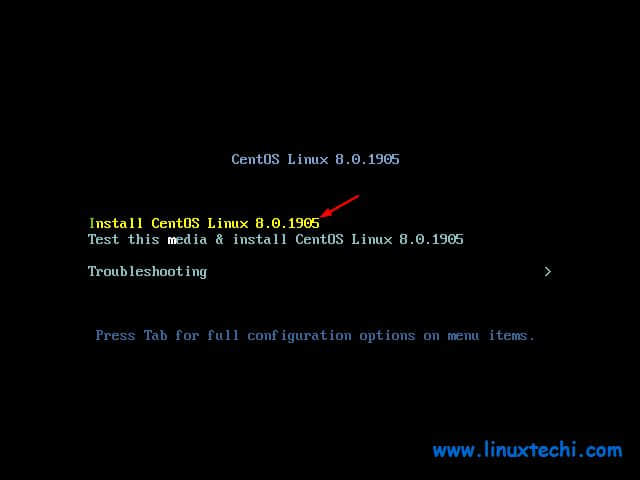 CentOS Linux 8.0.1905
Install CentOS Linux 8.0.1905
Test this media & install CentOS Linux 8.0.1905
Troubleshooting >
Press Tab for full configuration options on menu items.
www.linuxtechi.com